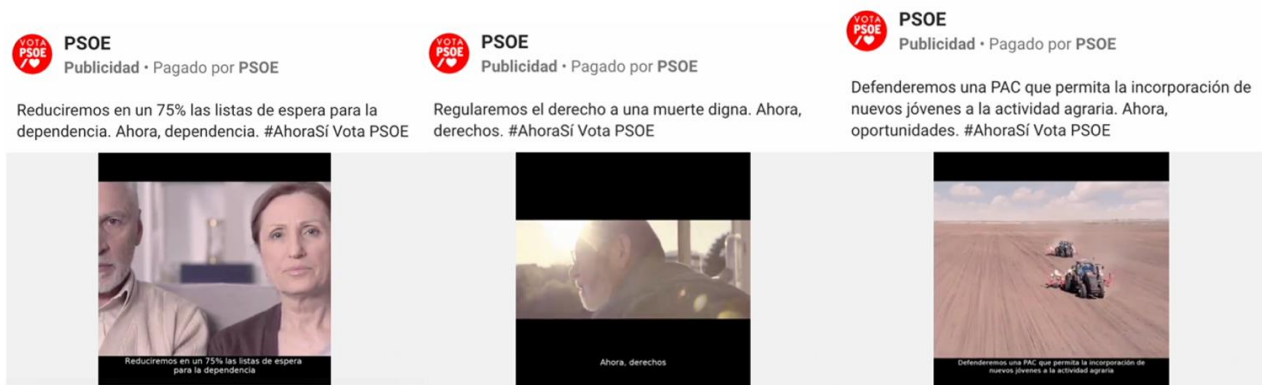 VOTA
PSOE
PSOE
Publicidad • Pagado por PSOE
Reduciremos en un 75% las listas de espera para la
dependencia. Ahora, dependencia. #AhoraSí Vota PSOE
Reduciremos en un 75% las listas de espera
para la dependencia
VOTA
PSOE
PSOE
Publicidad • Pagado por PSOE
Regularemos el derecho a una muerte digna. Ahora,
derechos. #AhoraSí Vota PSOE
Ahora, derechos
VOTA
PSOE
PSOE
Publicidad • Pagado por PSOE
Defenderemos una PAC que permita la incorporación de
nuevos jóvenes a la actividad agraria. Ahora,
oportunidades. #AhoraSí Vota PSOE
Defenderemos una PAC que permita la incorporación de
nuevos jóvenes a la actividad agraria